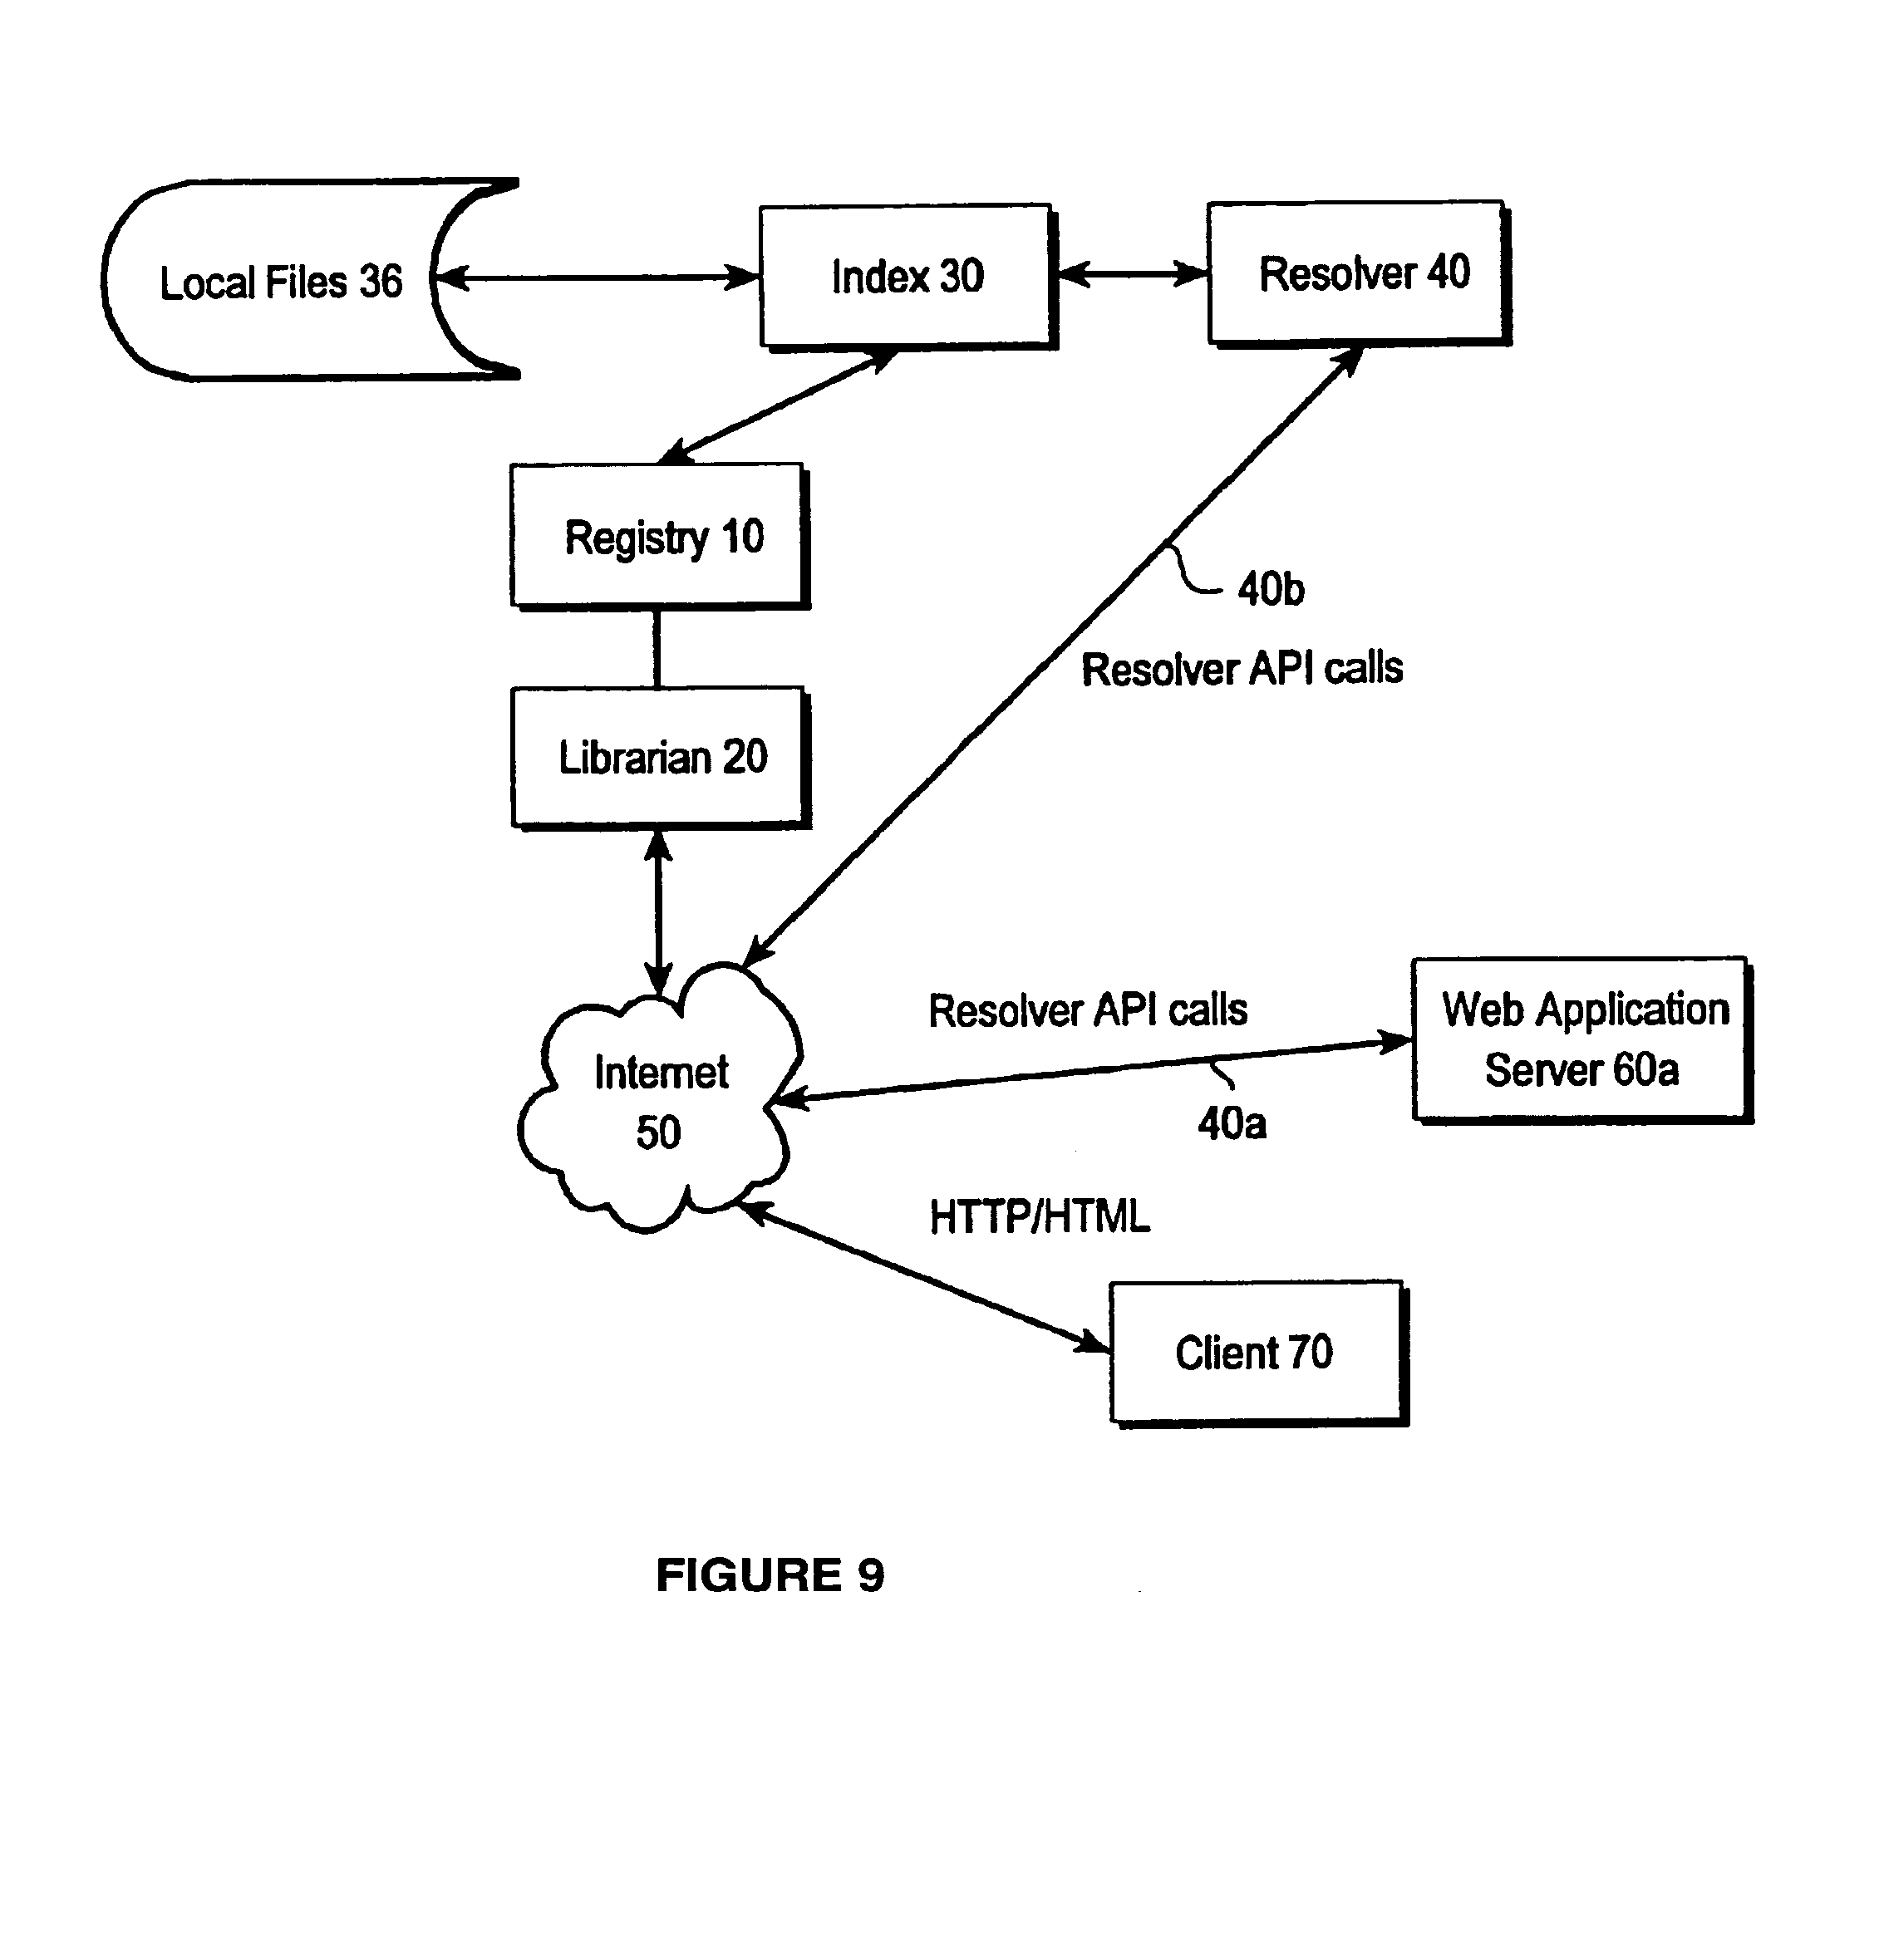 Local Files 36
Index 30
Resolver 40
Registry 10
40b
Resolver API calls
Librarian 20
Resolver API calls
Web Application
Server 60a
Internet
50
40a
HTTP/HTML
Client 70
FIGURE 9